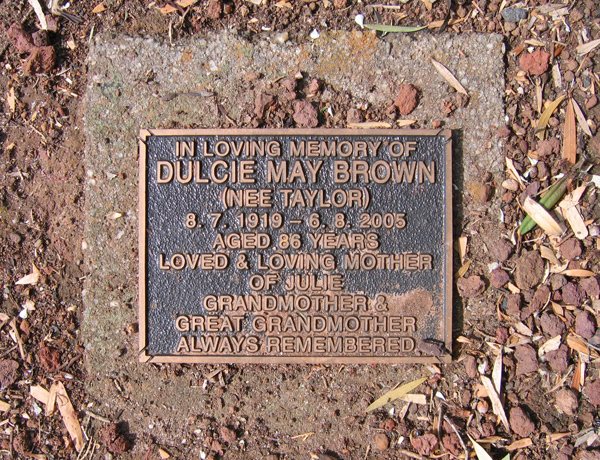 IN LOVING MEMORY OF
DULCIE MAY BROWN
(NEE TAYLOR)
8. 7. 1919 – 6. 8. 2005
AGED 86 YEARS
LOVED & LOVING MOTHER
OF JULIE
GRANDMOTHER &
GREAT GRANDMOTHER
ALWAYS REMEMBERED